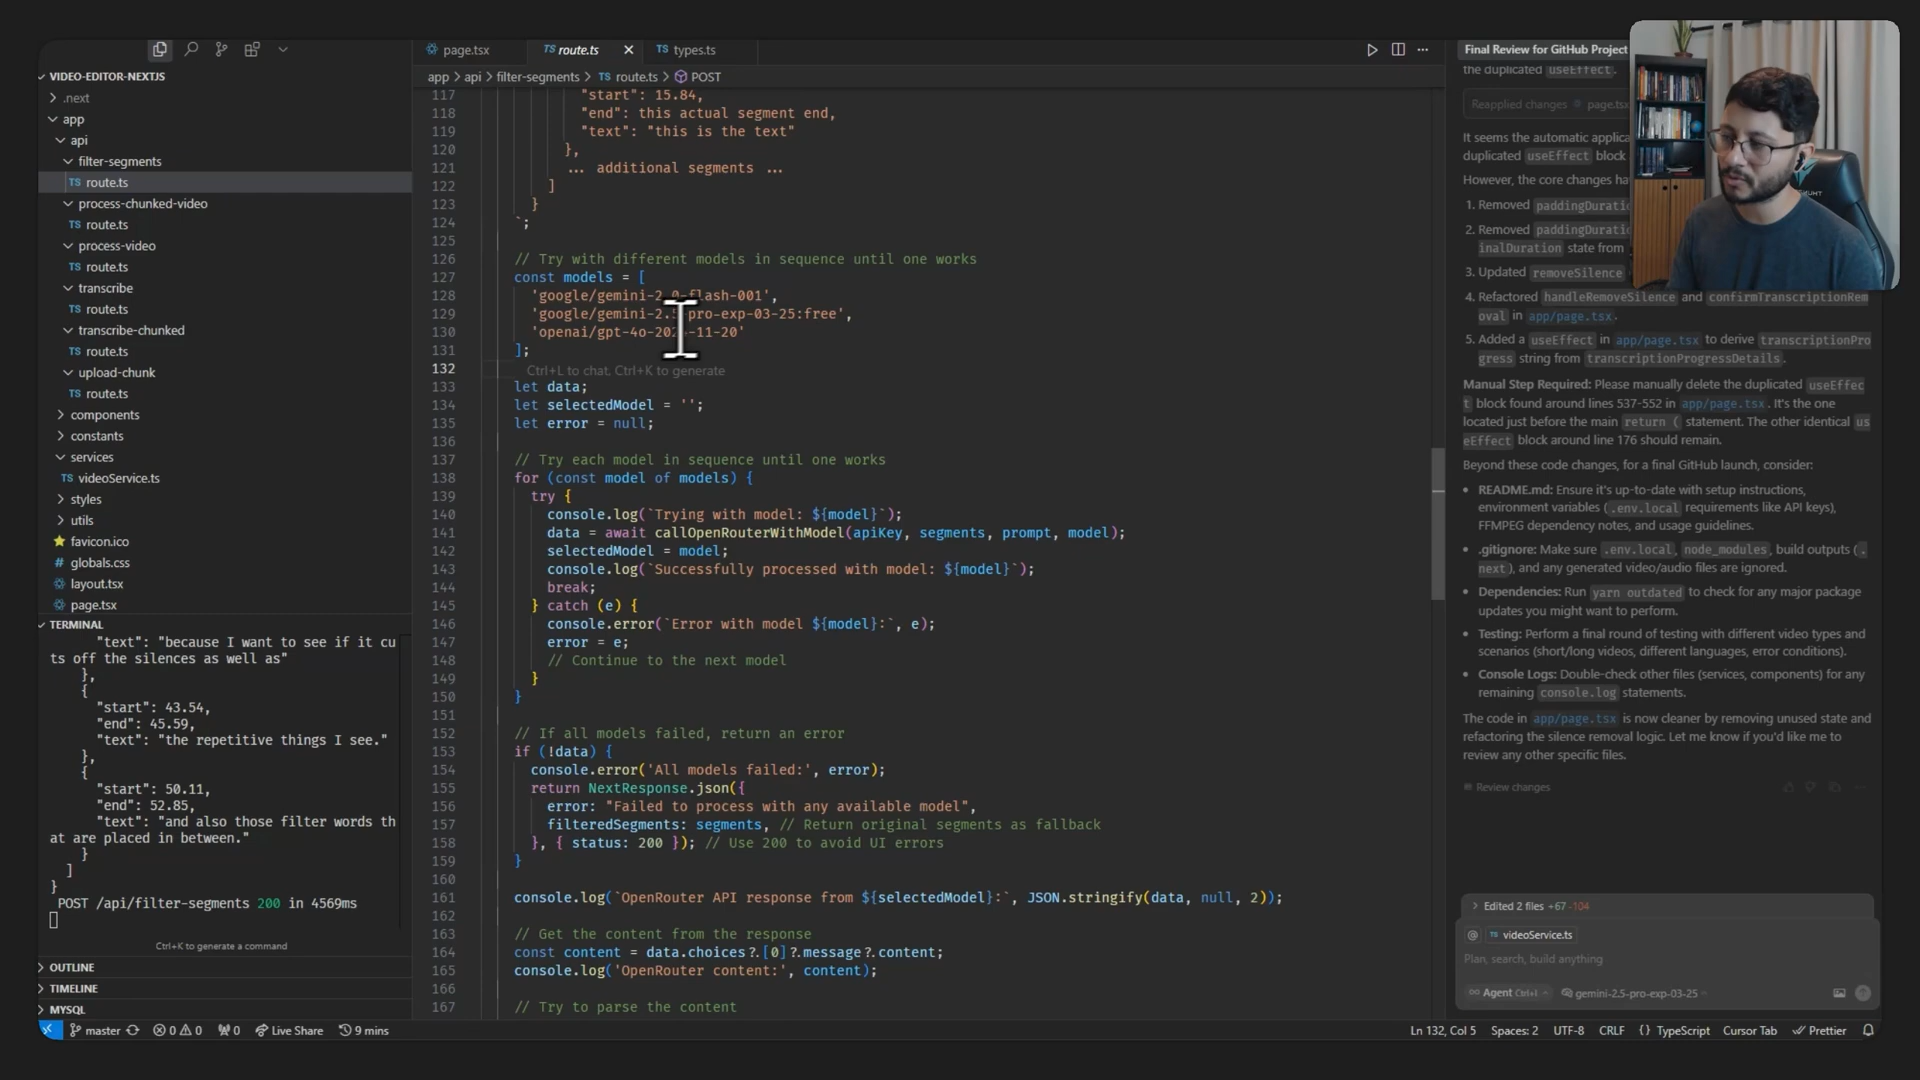 VIDEO-EDITOR-NEXTJS
.next
app
api
filter-segments
route.ts
process-chunked-video
route.ts
process-video
route.ts
transcribe
route.ts
transcribe-chunked
route.ts
upload-chunk
route.ts
components
constants
services
videoService.ts
styles
utils
favicon.ico
globals.css
layout.tsx
page.tsx
TERMINAL
"text": "because I want to see if it cu
ts off the silences as well as"
},
{
"start": 43.54,
"end": 45.59,
"text": "the repetitive things I see."
},
{
"start": 50.11,
"end": 52.85,
"text": "and also those filter words th
at are placed in between."
}
]
}
POST /api/filter-segments 200 in 4569ms
Ctrl+K to generate a command
OUTLINE
TIMELINE
MYSQL
page.tsx
route.ts
types.ts
app > api > filter-segments > TS route.ts > POST
117 "start": 15.84,
118 "end": this actual segment end,
119 "text": "this is the text"
120 },
121 ... additional segments ...
122 ]
123 }
124 `;
125
126 // Try with different models in sequence until one works
127 const models = [
128 'google/gemini-2.0-flash-001',
129 'google/gemini-2.5-pro-exp-03-25:free',
130 'openai/gpt-4o-2024-11-20'
131 ];
132 Ctrl+L to chat, Ctrl+K to generate
133 let data;
134 let selectedModel = '';
135 let error = null;
136
137 // Try each model in sequence until one works
138 for (const model of models) {
139 try {
140 console.log(`Trying with model: ${model}`);
141 data = await callOpenRouterWithModel(apiKey, segments, prompt, model);
142 selectedModel = model;
143 console.log(`Successfully processed with model: ${model}`);
144 break;
145 } catch (e) {
146 console.error(`Error with model ${model}:`, e);
147 error = e;
148 // Continue to the next model
149 }
150 }
151
152 // If all models failed, return an error
153 if (!data) {
154 console.error('All models failed:', error);
155 return NextResponse.json({
156 error: "Failed to process with any available model",
157 filteredSegments: segments, // Return original segments as fallback
158 }, { status: 200 }); // Use 200 to avoid UI errors
159 }
160
161 console.log(`OpenRouter API response from ${selectedModel}:`, JSON.stringify(data, null, 2));
162
163 // Get the content from the response
164 const content = data.choices?.[0]?.message?.content;
165 console.log('OpenRouter content:', content);
166
167 // Try to parse the content
Final Review for GitHub Project
the duplicated useEffect.
Reapplied changes page.tsx
It seems the automatic applica
duplicated useEffect block
However, the core changes ha
1. Removed paddingDuratio
2. Removed paddingDuratio
inalDuration state from
3. Updated removeSilence
4. Refactored handleRemoveSilence and confirmTranscriptionRem
oval in app/page.tsx.
5. Added a useEffect in app/page.tsx to derive transcriptionPro
gress string from transcriptionProgressDetails.
Manual Step Required: Please manually delete the duplicated useEffec
t block found around lines 537-552 in app/page.tsx. It's the one
located just before the main return ( statement. The other identical us
eEffect block around line 176 should remain.
Beyond these code changes, for a final GitHub launch, consider:
• README.md: Ensure it's up-to-date with setup instructions,
environment variables (.env.local requirements like API keys),
FFMPEG dependency notes, and usage guidelines.
• .gitignore: Make sure .env.local, node_modules, build outputs (.
next), and any generated video/audio files are ignored.
• Dependencies: Run yarn outdated to check for any major package
updates you might want to perform.
• Testing: Perform a final round of testing with different video types and
scenarios (short/long videos, different languages, error conditions).
• Console Logs: Double-check other files (services, components) for any
remaining console.log statements.
The code in app/page.tsx is now cleaner by removing unused state and
refactoring the silence removal logic. Let me know if you'd like me to
review any other specific files.
Review changes
Edited 2 files +67 -104
@ TS videoService.ts
Plan, search, build anything
Agent Ctrl+I gemini-2.5-pro-exp-03-25
master 0 0 0 Live Share 9 mins
Ln 132, Col 5 Spaces: 2 UTF-8 CRLF {} TypeScript Cursor Tab Prettier